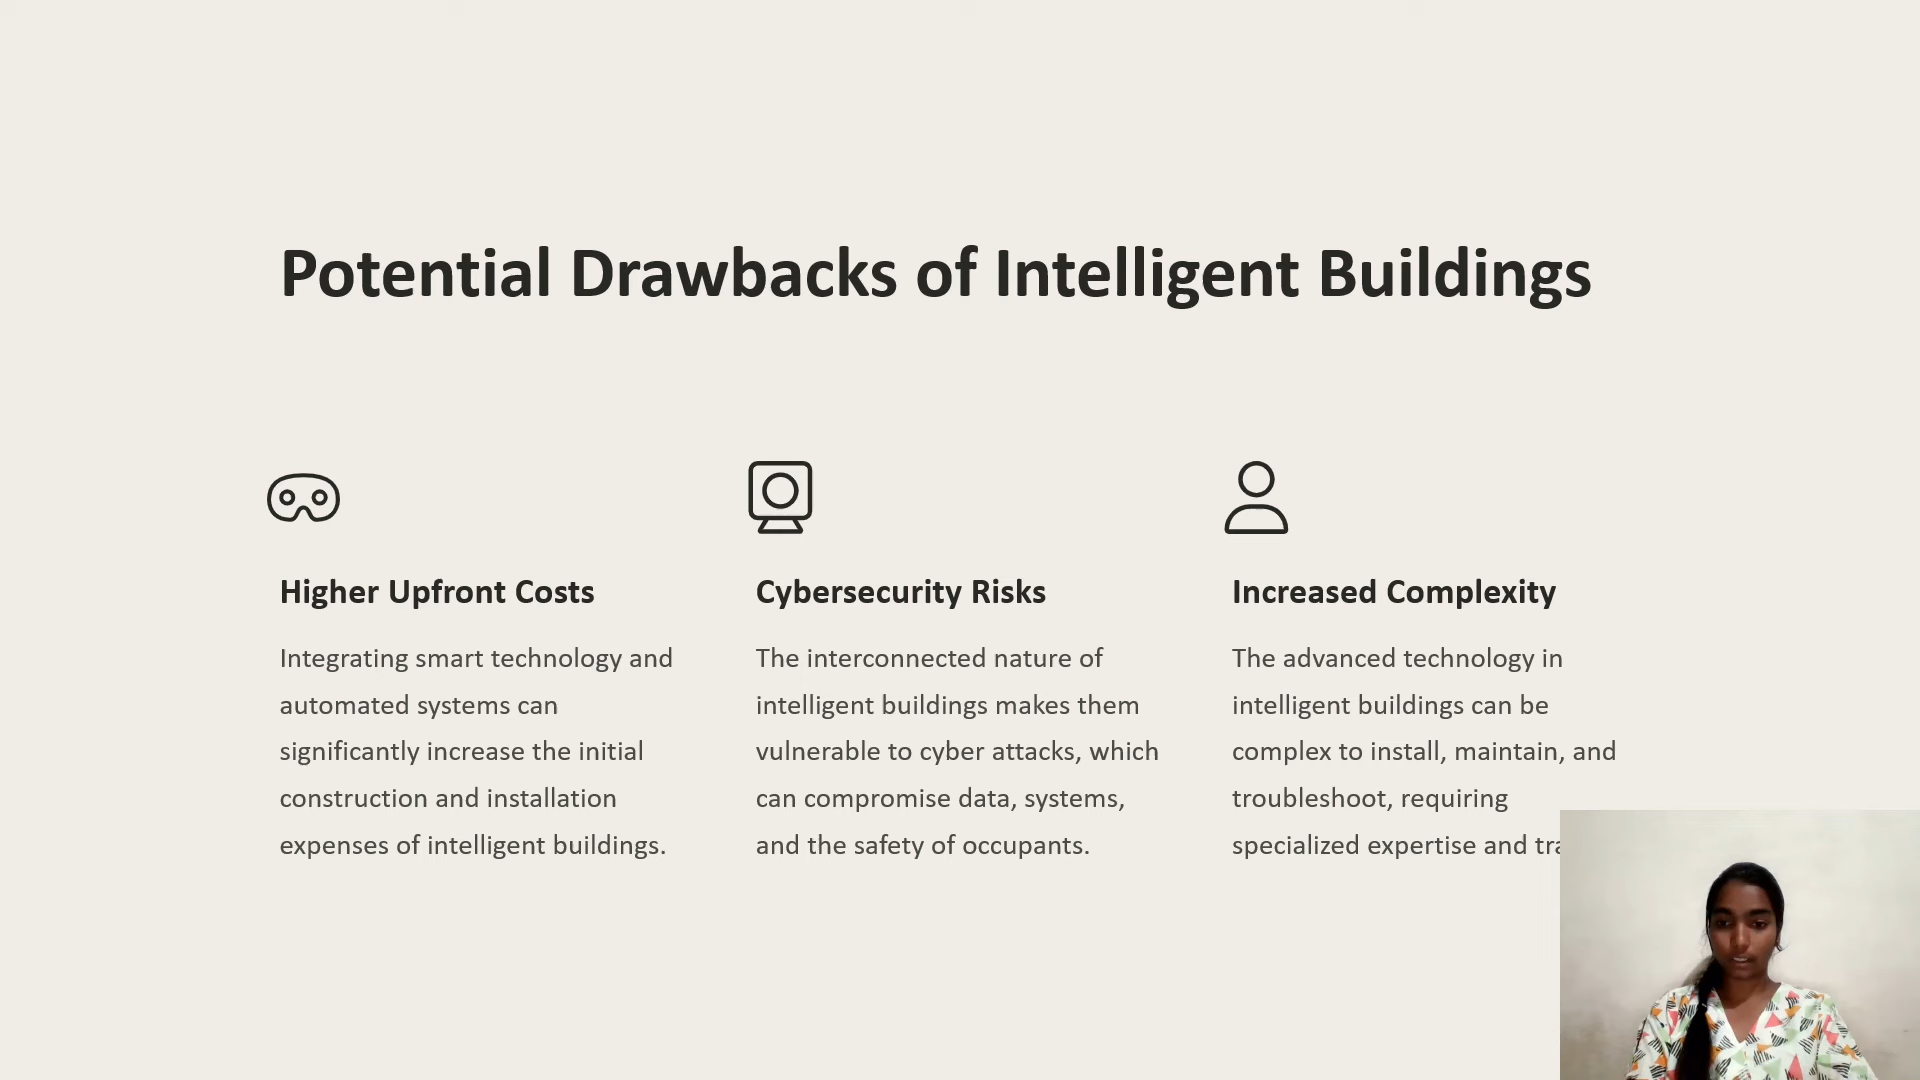 Potential Drawbacks of Intelligent Buildings
Higher Upfront Costs
Integrating smart technology and
automated systems can
significantly increase the initial
construction and installation
expenses of intelligent buildings.
Cybersecurity Risks
The interconnected nature of
intelligent buildings makes them
vulnerable to cyber attacks, which
can compromise data, systems,
and the safety of occupants.
Increased Complexity
The advanced technology in
intelligent buildings can be
complex to install, maintain, and
troubleshoot, requiring
specialized expertise and